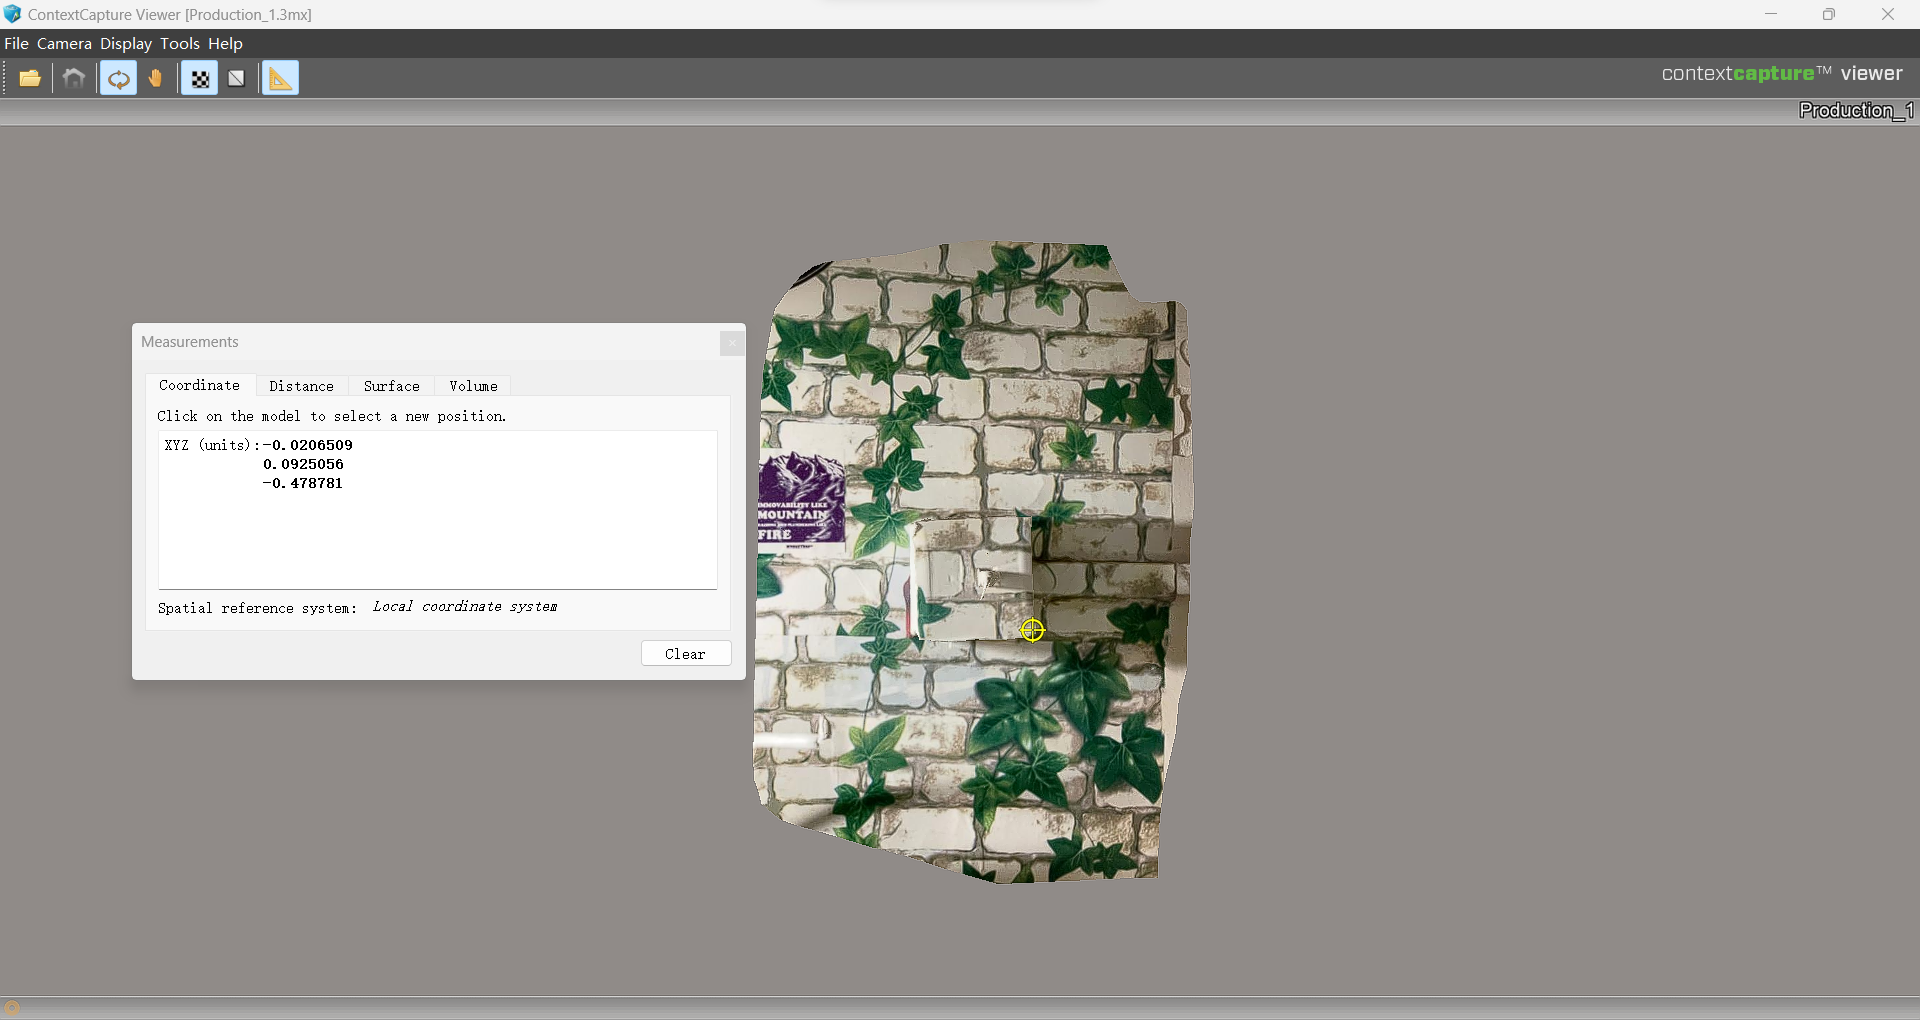 ContextCapture Viewer [Production_1.3mx]
File Camera Display Tools Help
contextcapture™ viewer
Production_1
Measurements
Coordinate Distance Surface Volume
Click on the model to select a new position.
XYZ (units):-0.0206509
0.0925056
-0.478781
Spatial reference system: Local coordinate system
Clear
IMMOVABILITY LIKE
MOUNTAIN
FIRE